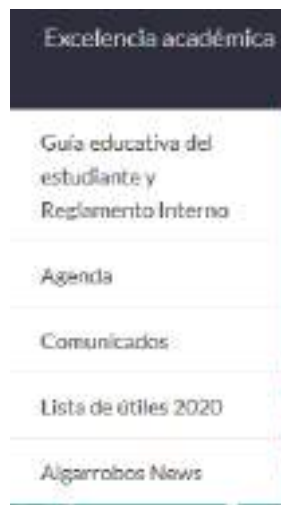 Excelencia académica
Guía educativa del
estudiante y
Reglamento Interno
Agenda
Comunicados
Lista de útiles 2020
Algarrobos News